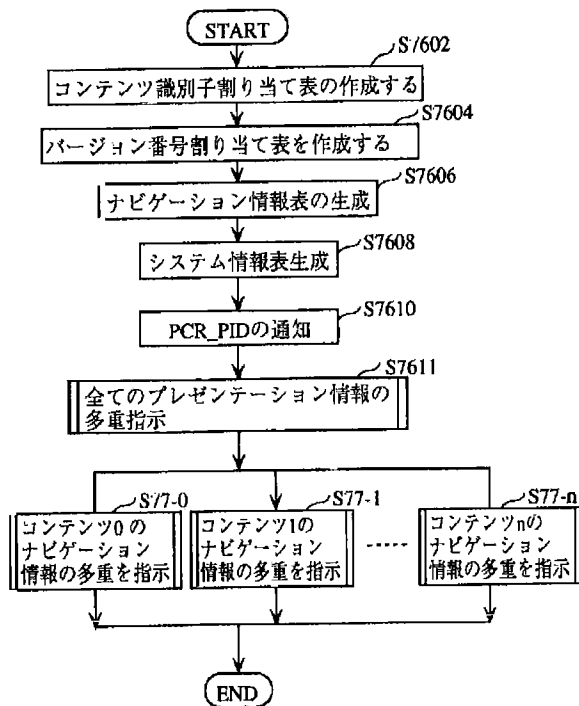 START
S7602
コンテンツ識別子割り当て表の作成する
S7604
バージョン番号割り当て表を作成する
S7606
ナビゲーション情報表の生成
S7608
システム情報表生成
S7610
PCR_PIDの通知
S7611
全てのプレゼンテーション情報の
多重指示
S77-0
コンテンツ0の
ナビゲーション
情報の多重を指示
S77-1
コンテンツ1の
ナビゲーション
情報の多重を指示
S77-n
コンテンツnの
ナビゲーション
情報の多重を指示
END